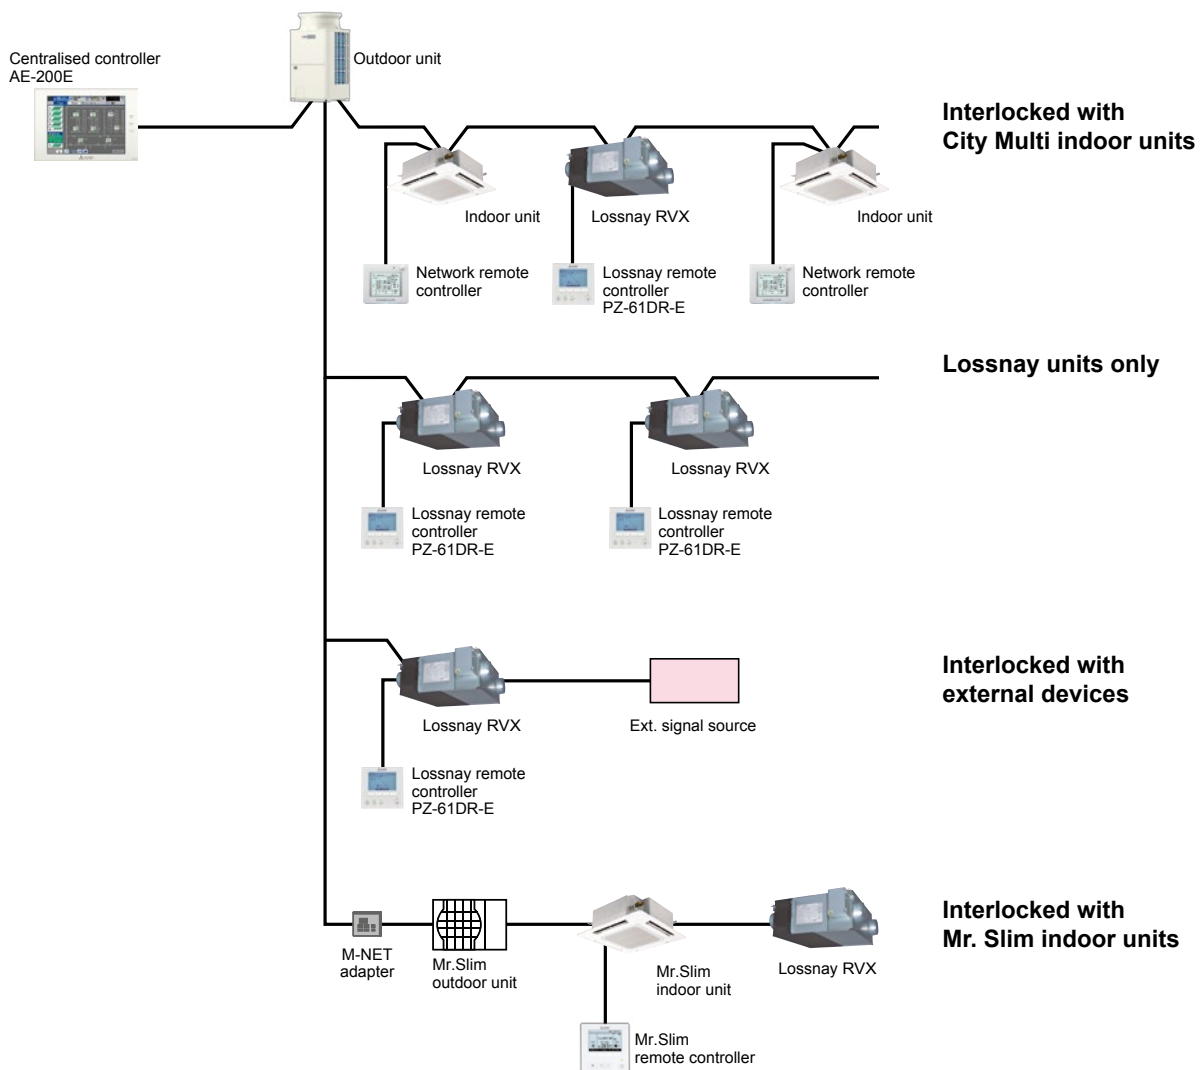 Centralised controller
AE-200E
Outdoor unit
Interlocked with
City Multi indoor units
Indoor unit
Lossnay RVX
Indoor unit
Network remote
controller
Lossnay remote
controller
PZ-61DR-E
Network remote
controller
Lossnay units only
Lossnay RVX
Lossnay RVX
Lossnay remote
controller
PZ-61DR-E
Lossnay remote
controller
PZ-61DR-E
Interlocked with
external devices
Lossnay RVX
Ext. signal source
Lossnay remote
controller
PZ-61DR-E
Interlocked with
Mr. Slim indoor units
M-NET
adapter
Mr.Slim
outdoor unit
Mr.Slim
indoor unit
Lossnay RVX
Mr.Slim
remote controller